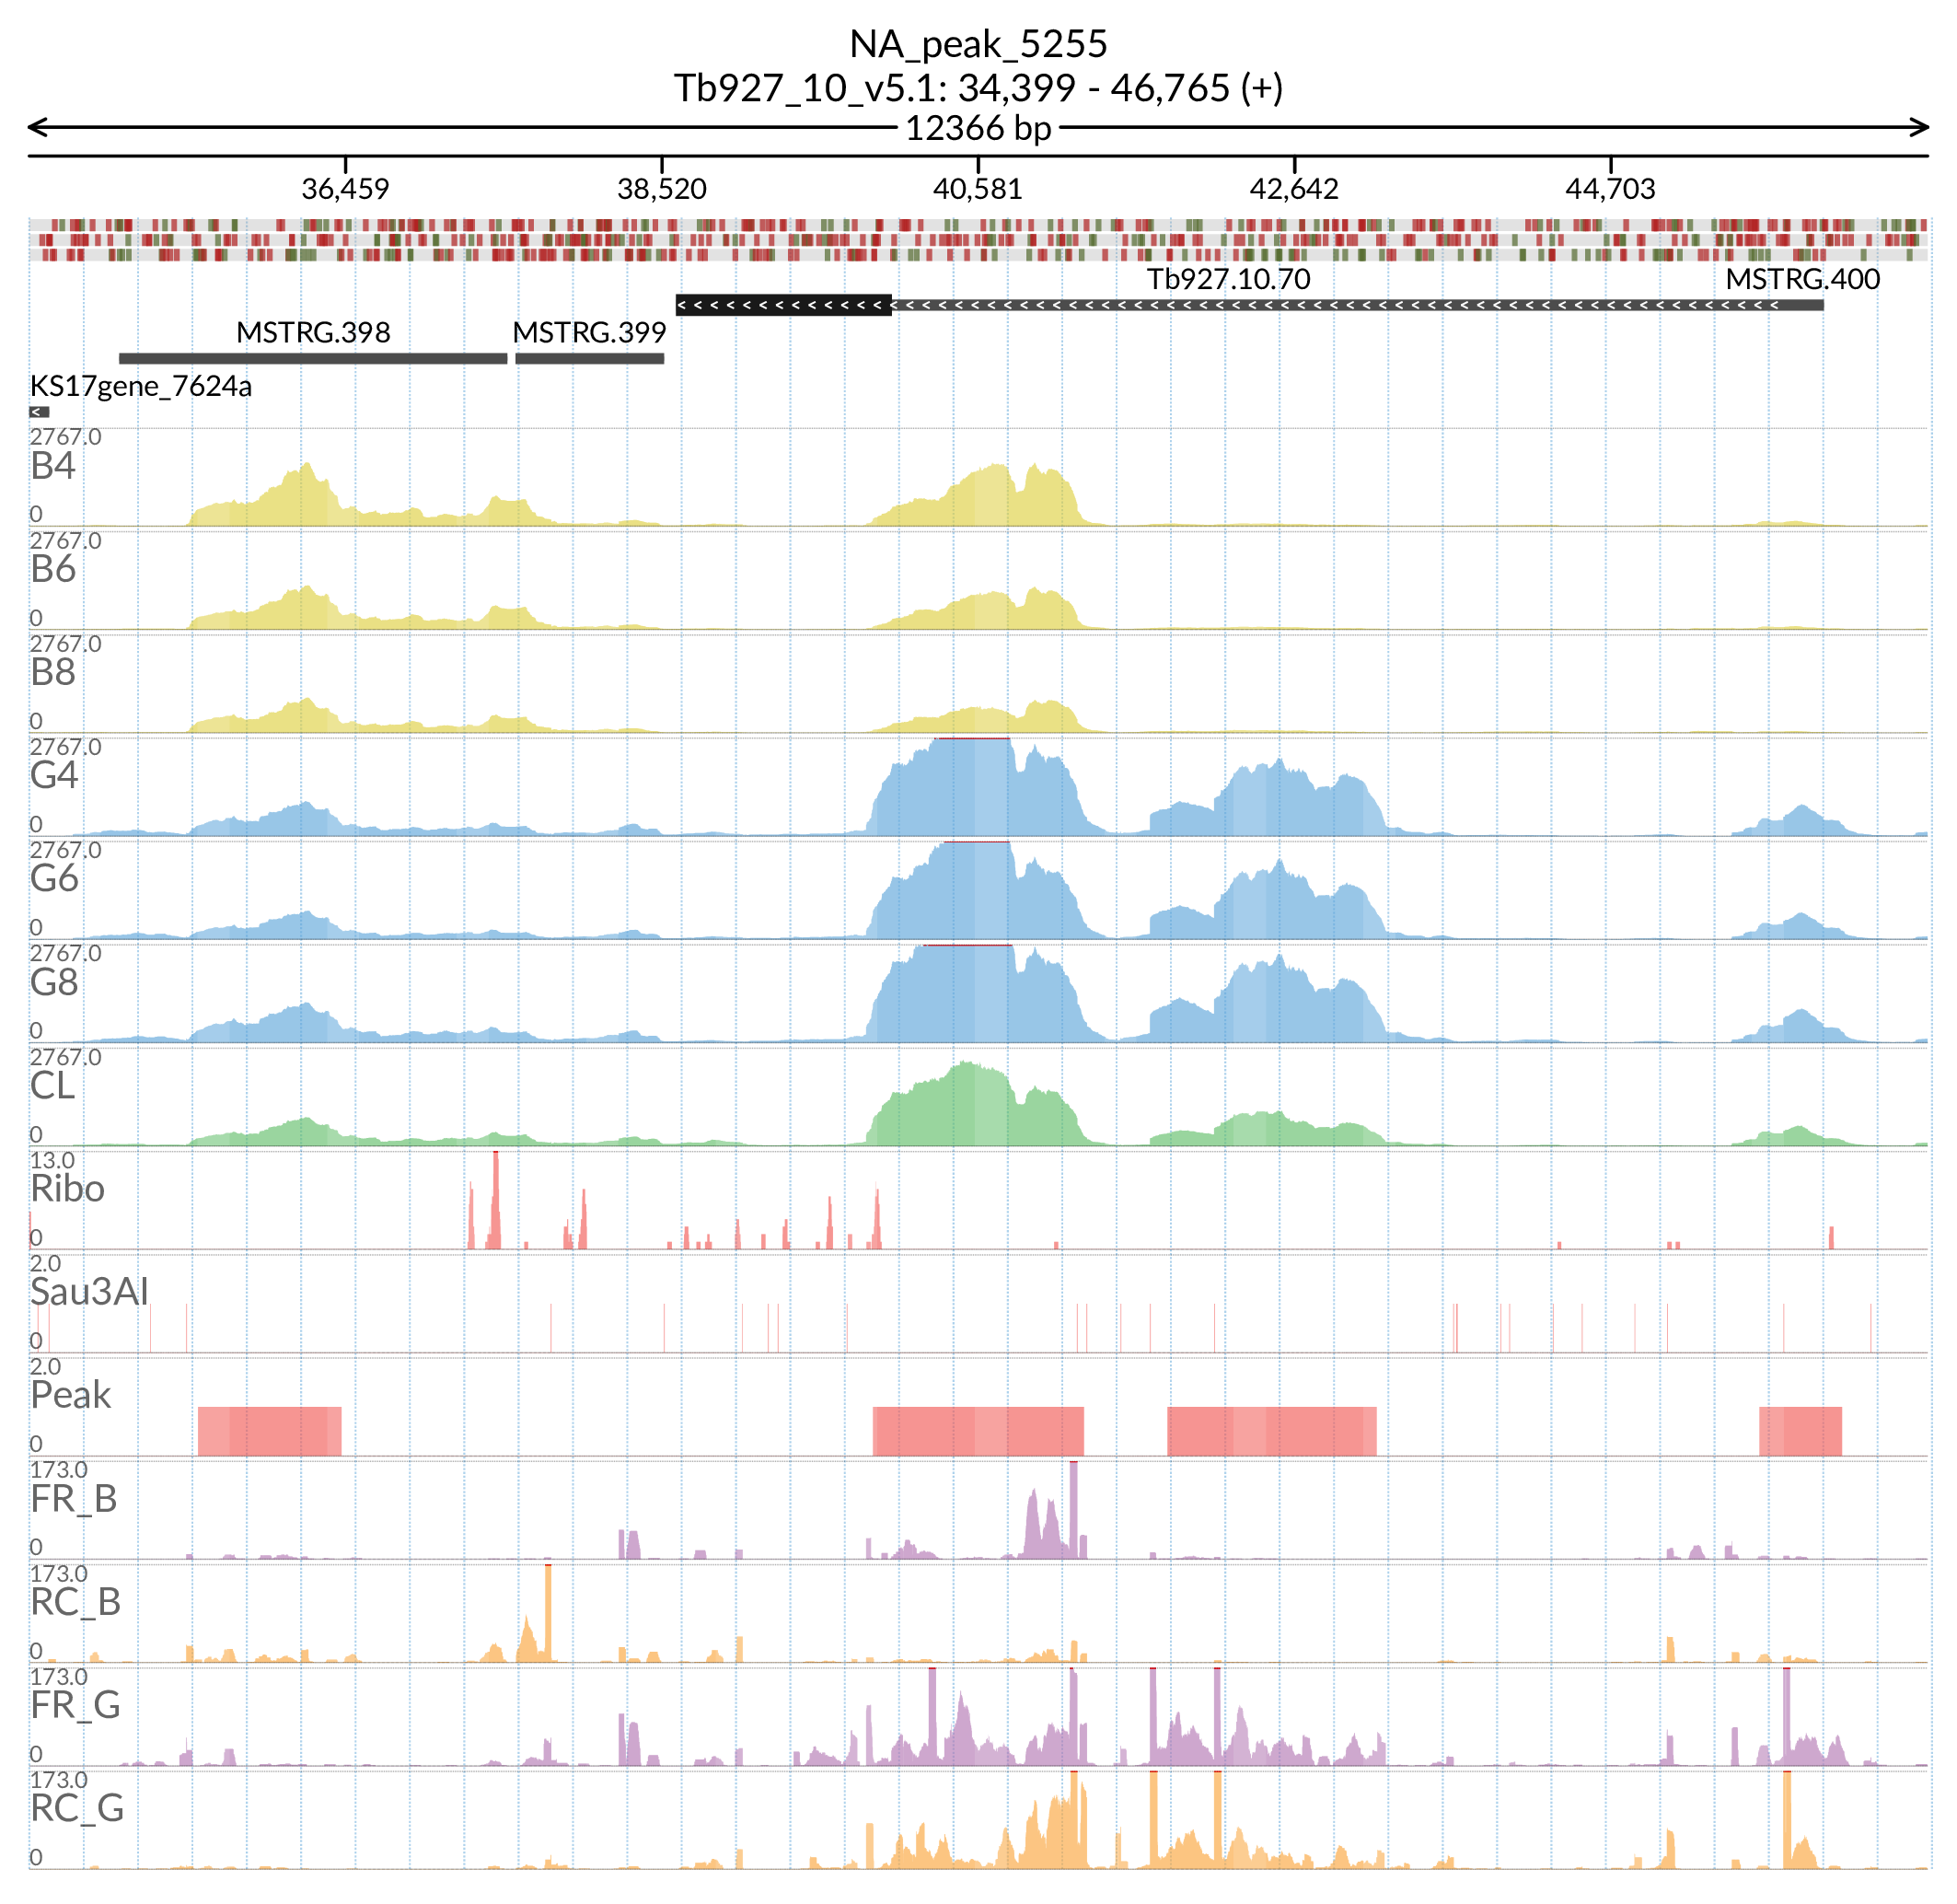 NA_peak_5255
Tb927_10_v5.1: 34,399 - 46,765 (+)
12366 bp
36,459 38,520 40,581 42,642 44,703
Tb927.10.70 MSTRG.400
MSTRG.398 MSTRG.399
KS17gene_7624a
2767.0
B4
0
2767.0
B6
0
2767.0
B8
0
2767.0
G4
0
2767.0
G6
0
2767.0
G8
0
2767.0
CL
0
13.0
Ribo
0
2.0
Sau3AI
0
2.0
Peak
0
173.0
FR_B
0
173.0
RC_B
0
173.0
FR_G
0
173.0
RC_G
0